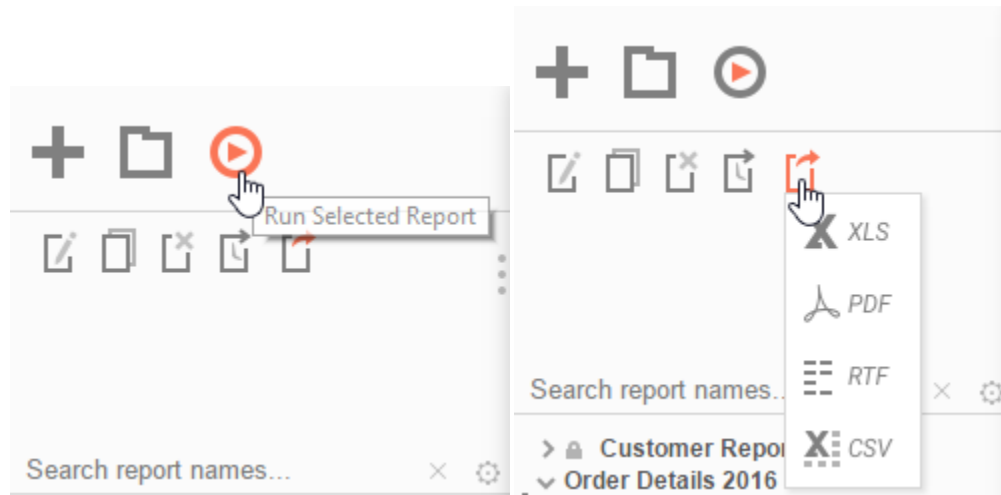 Run Selected Report
Search report names...
XLS
PDF
RTF
CSV
Search report names..
Customer Repor
Order Details 2016